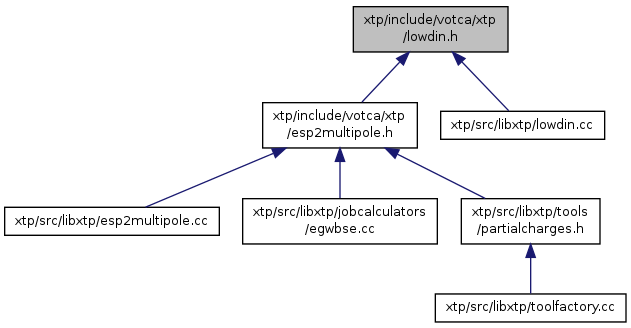 xtp/include/votca/xtp
/lowdin.h
xtp/include/votca/xtp
/esp2multipole.h
xtp/src/libxtp/lowdin.cc
xtp/src/libxtp/esp2multipole.cc
xtp/src/libxtp/jobcalculators
/egwbse.cc
xtp/src/libxtp/tools
/partialcharges.h
xtp/src/libxtp/toolfactory.cc